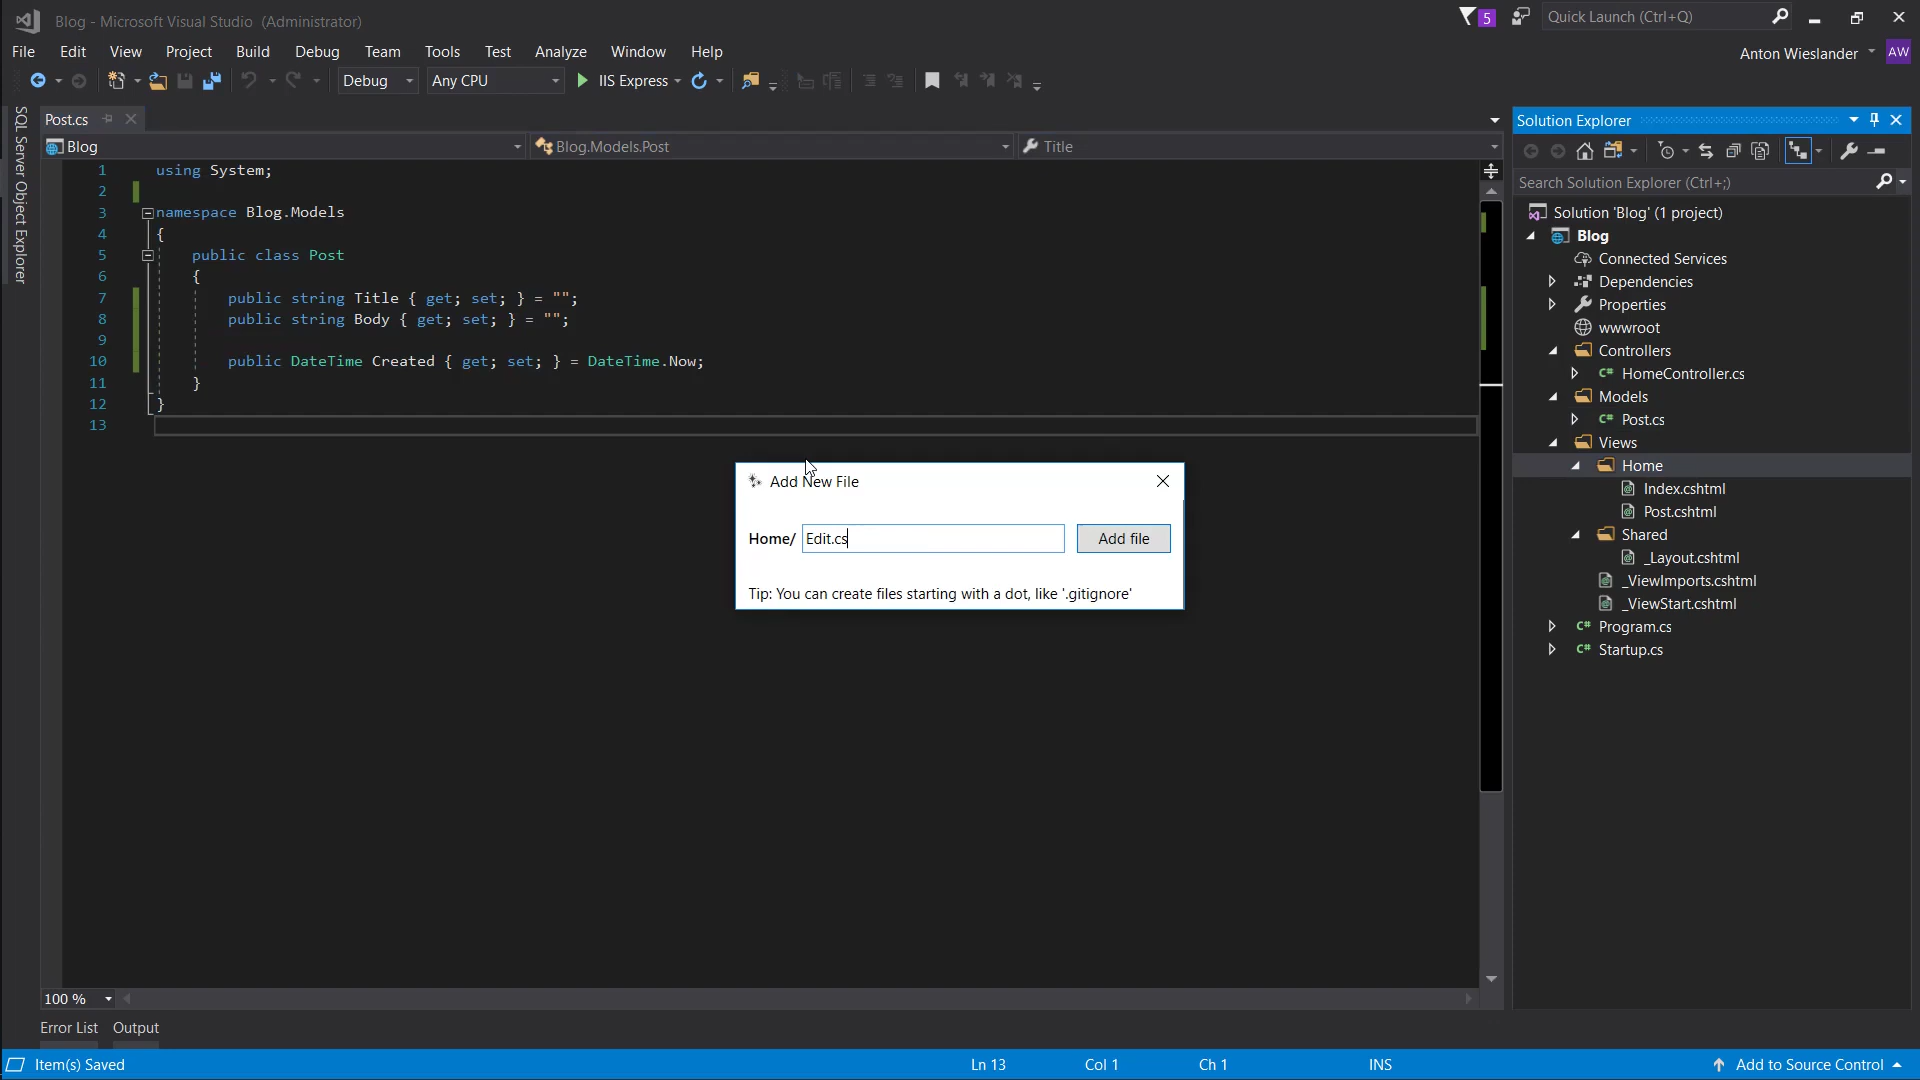 Blog - Microsoft Visual Studio (Administrator)
5
Quick Launch (Ctrl+Q)
File Edit View Project Build Debug Team Tools Test Analyze Window Help
Anton Wieslander
AW
Debug
Any CPU
IIS Express
SQL Server Object Explorer
Post.cs
Blog
Blog.Models.Post
Title
1 using System;
2
3 namespace Blog.Models
4 {
5 public class Post
6 {
7 public string Title { get; set; } = "";
8 public string Body { get; set; } = "";
9
10 public DateTime Created { get; set; } = DateTime.Now;
11 }
12 }
13
Add New File
Home/ Edit.cs
Add file
Tip: You can create files starting with a dot, like '.gitignore'
Solution Explorer
Search Solution Explorer (Ctrl+;)
Solution 'Blog' (1 project)
Blog
Connected Services
Dependencies
Properties
wwwroot
Controllers
C# HomeController.cs
Models
C# Post.cs
Views
Home
Index.cshtml
Post.cshtml
Shared
_Layout.cshtml
_ViewImports.cshtml
_ViewStart.cshtml
C# Program.cs
C# Startup.cs
100 %
Error List Output
Item(s) Saved
Ln 13
Col 1
Ch 1
INS
Add to Source Control